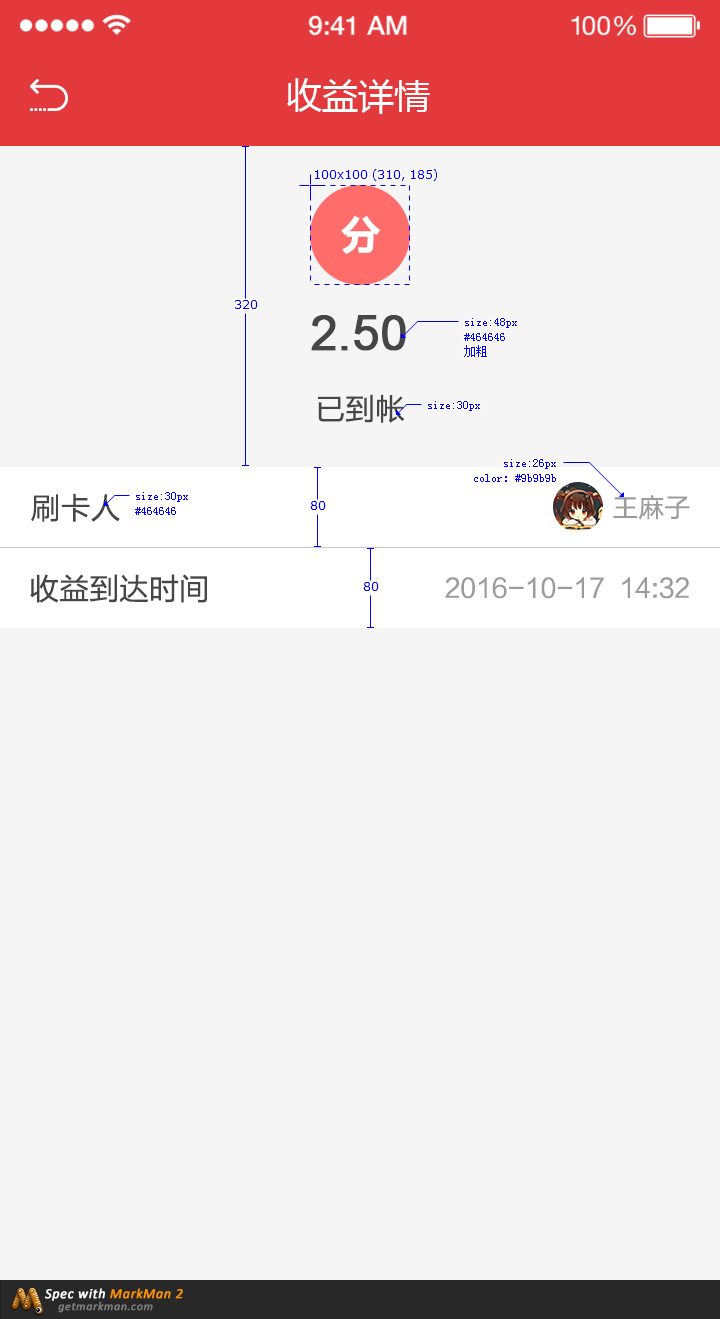 9:41 AM 100%
收益详情
100x100 (310, 185)
分
320
2.50
size:48px
#464646
加粗
已到帐
size:30px
size:26px
color: #9b9b9b
刷卡人
size:30px
#464646
80
王麻子
收益到达时间
80
2016-10-17 14:32
Spec with MarkMan 2
getmarkman.com